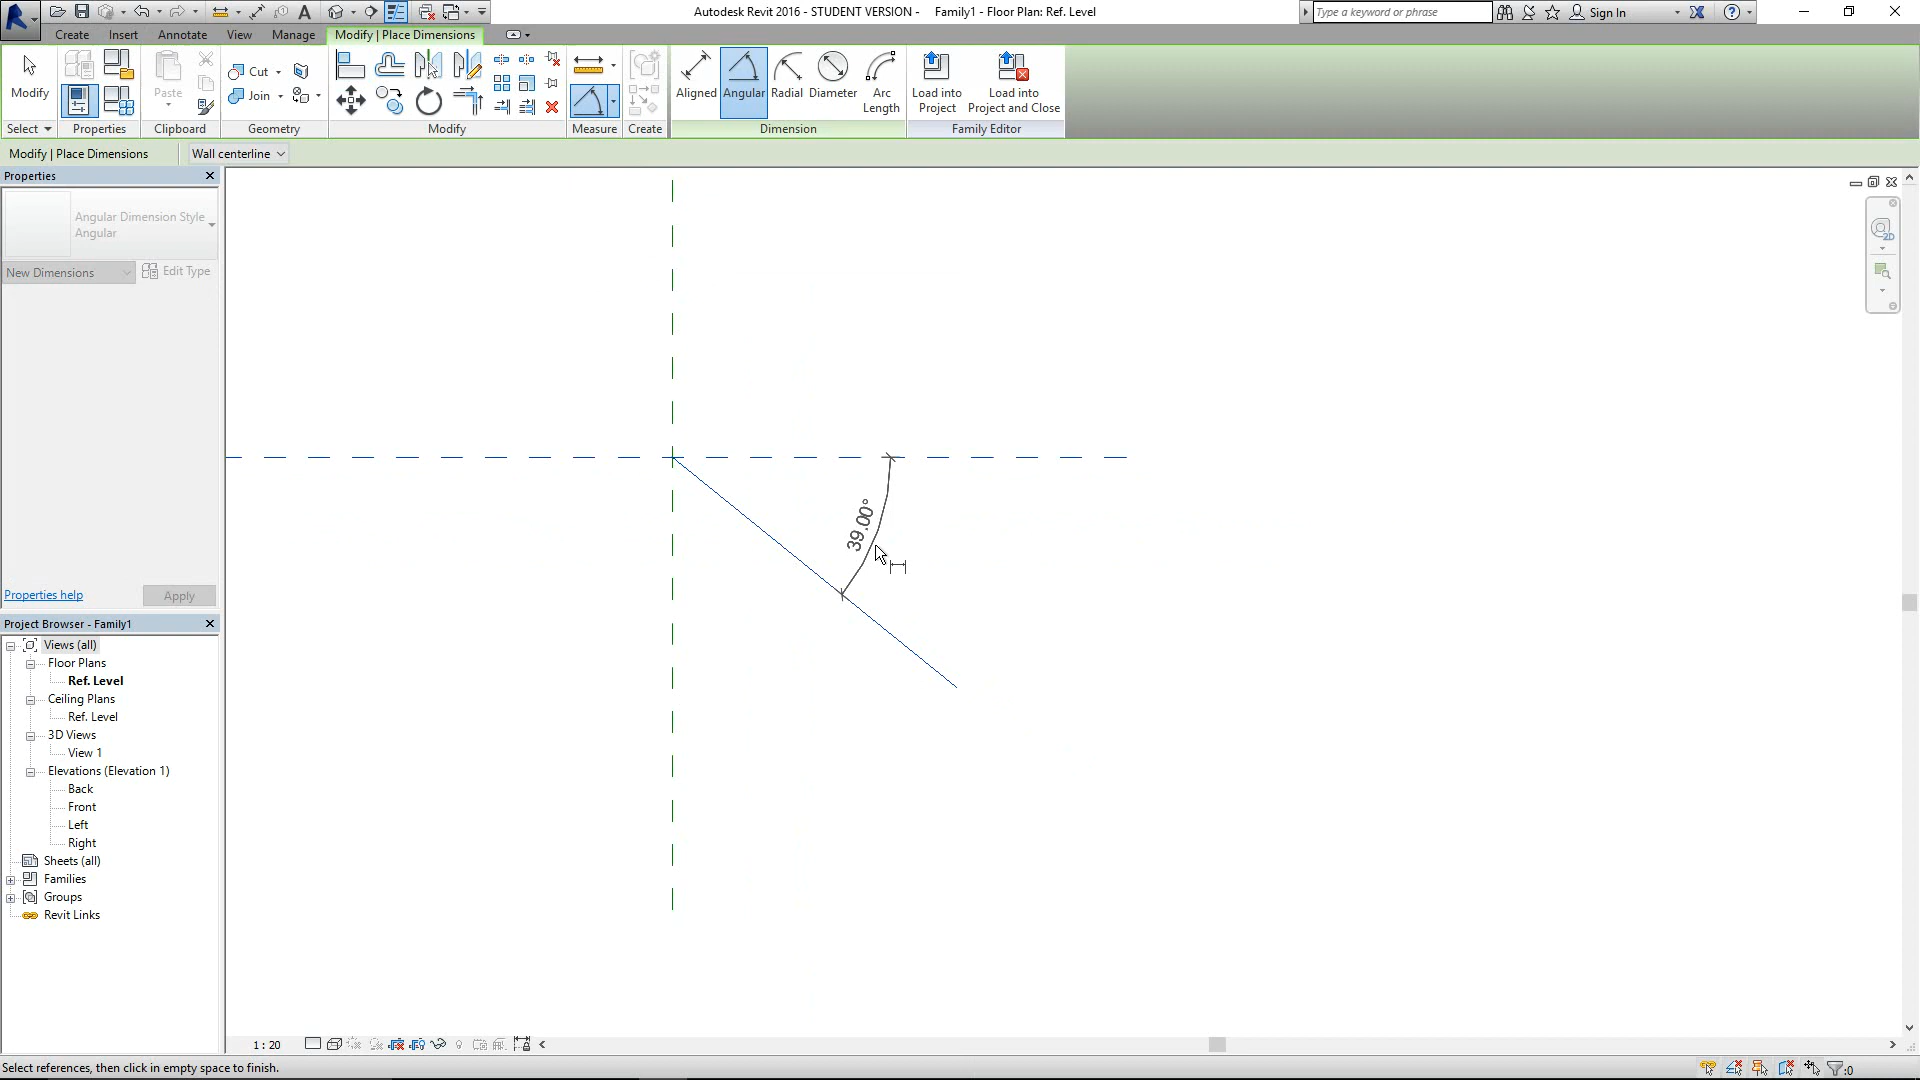 Autodesk Revit 2016 - STUDENT VERSION - Family1 - Floor Plan: Ref. Level
Type a keyword or phrase
Sign In
Create Insert Annotate View Manage Modify | Place Dimensions
Modify
Paste
Cut
Join
Aligned Angular Radial Diameter Arc Length
Load into Project
Load into Project and Close
Select Properties Clipboard Geometry Modify Measure Create Dimension Family Editor
Modify | Place Dimensions Wall centerline
Properties
Angular Dimension Style
Angular
New Dimensions Edit Type
39.00°
Properties help Apply
Project Browser - Family1
Views (all)
Floor Plans
Ref. Level
Ceiling Plans
Ref. Level
3D Views
View 1
Elevations (Elevation 1)
Back
Front
Left
Right
Sheets (all)
Families
Groups
Revit Links
1 : 20
Select references, then click in empty space to finish.
:0